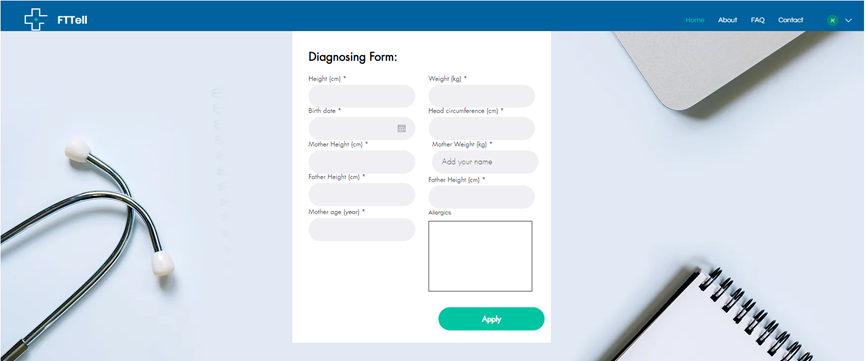 FTTell
Home About FAQ Contact
Diagnosing Form:
Height (cm) * Weight (kg) *
Birth date * Head circumference (cm) *
Mother Height (cm) * Mother Weight (kg) *
Add your name
Father Height (cm) * Father Height (cm) *
Mother age (year) * Allergics
Apply